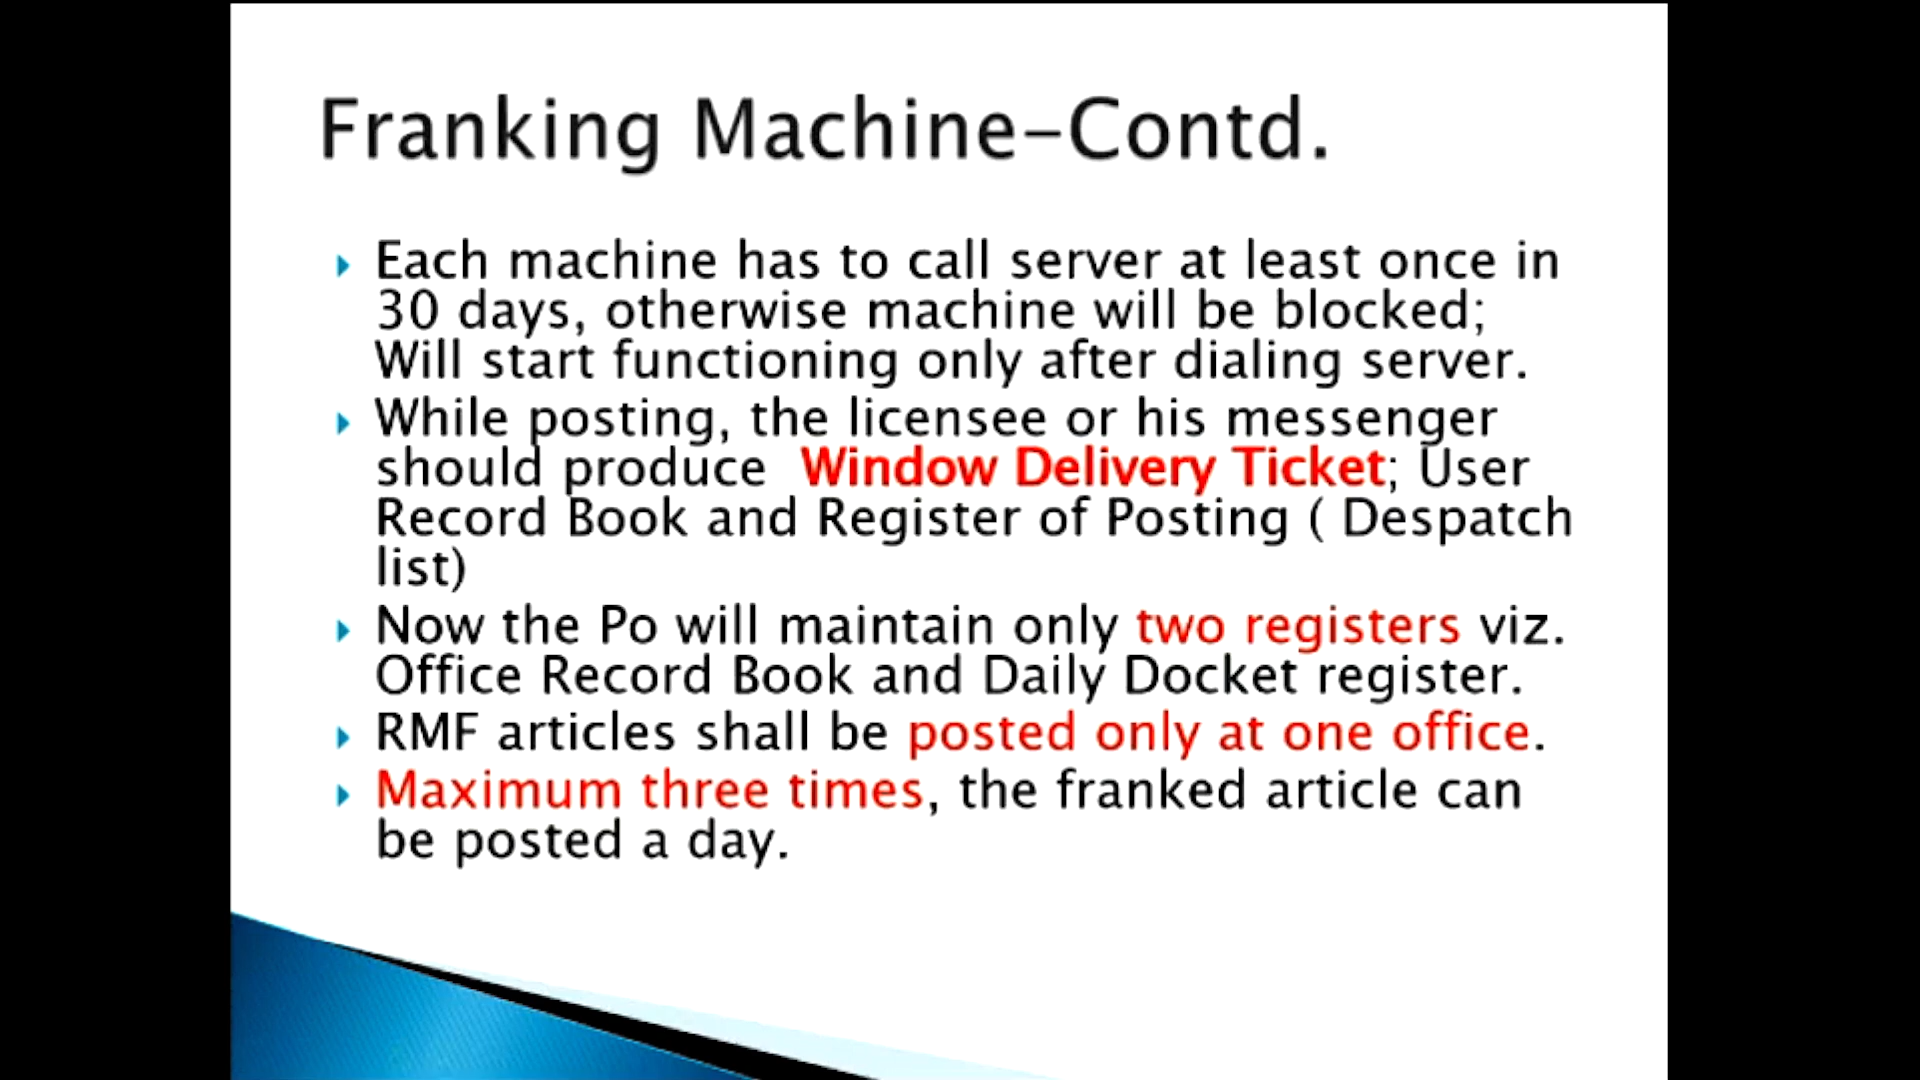 Franking Machine-Contd.
Each machine has to call server at least once in
30 days, otherwise machine will be blocked;
Will start functioning only after dialing server.
While posting, the licensee or his messenger
should produce  Window Delivery Ticket; User
Record Book and Register of Posting ( Despatch
list)
Now the Po will maintain only two registers viz.
Office Record Book and Daily Docket register.
RMF articles shall be posted only at one office.
Maximum three times, the franked article can
be posted a day.